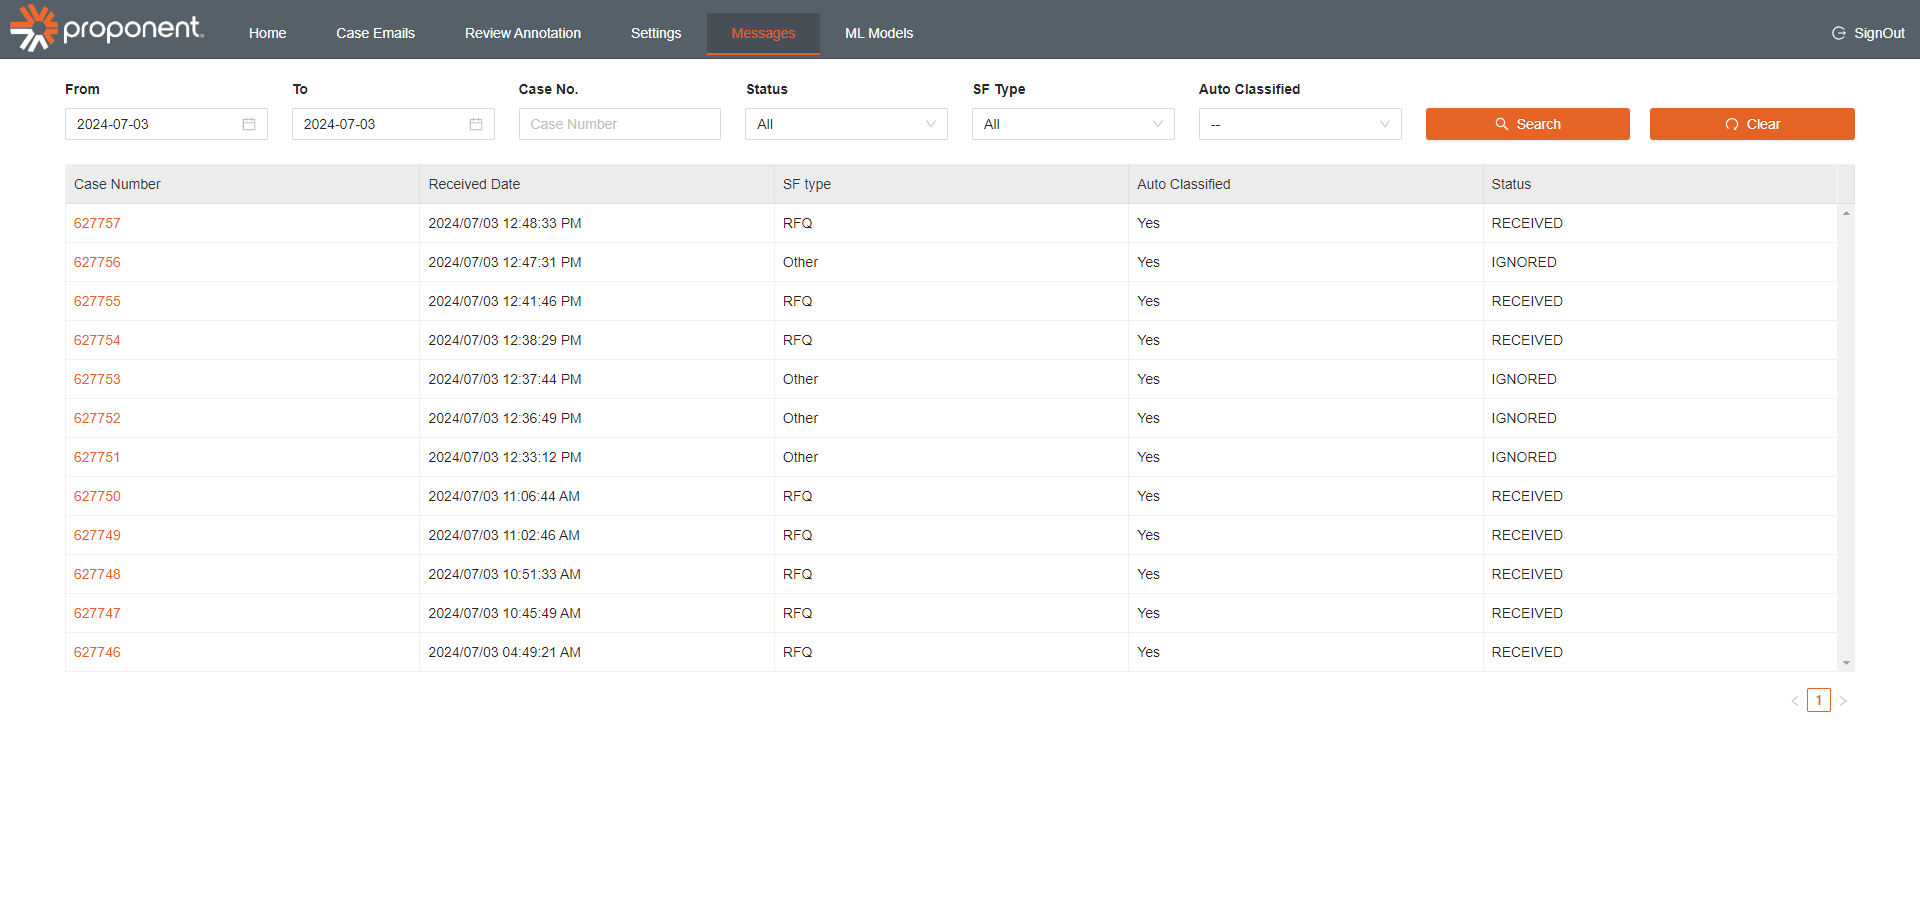 proponent
Home Case Emails Review Annotation Settings Messages ML Models SignOut
From To Case No. Status SF Type Auto Classified
2024-07-03 2024-07-03 Case Number All All -- Search Clear
Case Number Received Date SF type Auto Classified Status
627757 2024/07/03 12:48:33 PM RFQ Yes RECEIVED
627756 2024/07/03 12:47:31 PM Other Yes IGNORED
627755 2024/07/03 12:41:46 PM RFQ Yes RECEIVED
627754 2024/07/03 12:38:29 PM RFQ Yes RECEIVED
627753 2024/07/03 12:37:44 PM Other Yes IGNORED
627752 2024/07/03 12:36:49 PM Other Yes IGNORED
627751 2024/07/03 12:33:12 PM Other Yes IGNORED
627750 2024/07/03 11:06:44 AM RFQ Yes RECEIVED
627749 2024/07/03 11:02:46 AM RFQ Yes RECEIVED
627748 2024/07/03 10:51:33 AM RFQ Yes RECEIVED
627747 2024/07/03 10:45:49 AM RFQ Yes RECEIVED
627746 2024/07/03 04:49:21 AM RFQ Yes RECEIVED
< 1 >